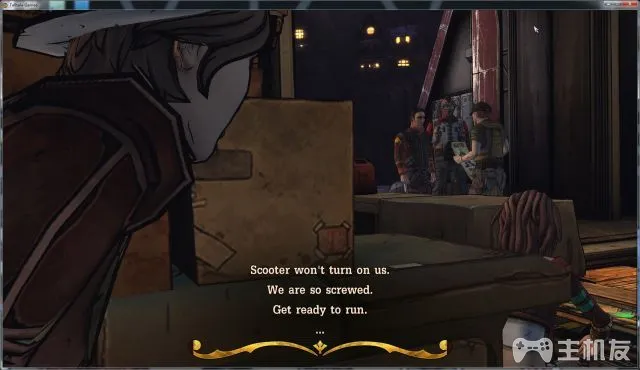 Telltale Games
Scooter won't turn on us.
We are so screwed.
Get ready to run.
...
主机友